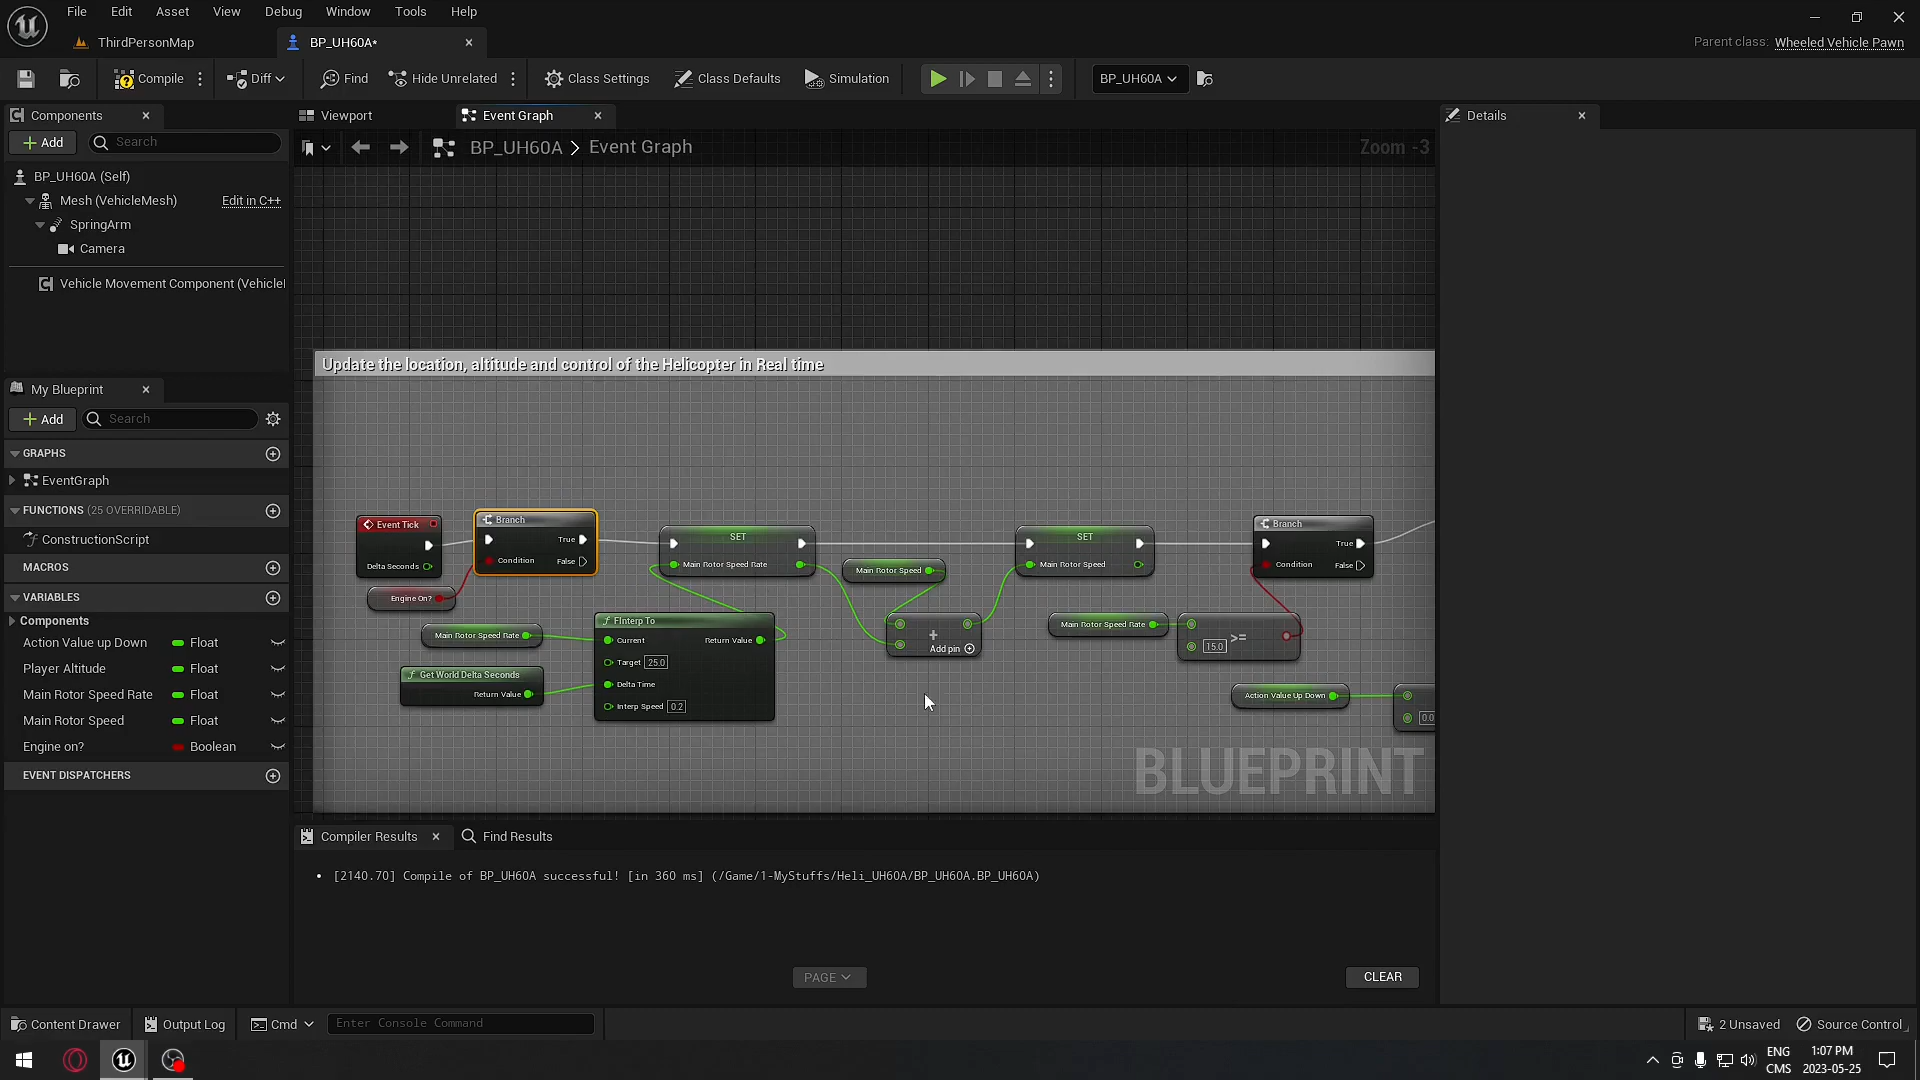 File Edit Asset View Debug Window Tools Help
ThirdPersonMap
BP_UH60A*
Parent class: Wheeled Vehicle Pawn
Compile
Diff
Find
Hide Unrelated
Class Settings
Class Defaults
Simulation
BP_UH60A
Components
Add
Search
BP_UH60A (Self)
Mesh (VehicleMesh)
Edit in C++
SpringArm
Camera
Vehicle Movement Component (Vehicle
My Blueprint
Add
Search
GRAPHS
EventGraph
FUNCTIONS (25 OVERRIDABLE)
ConstructionScript
MACROS
VARIABLES
Components
Action Value up Down Float
Player Altitude Float
Main Rotor Speed Rate Float
Main Rotor Speed Float
Engine on? Boolean
EVENT DISPATCHERS
Viewport
Event Graph
BP_UH60A > Event Graph
Zoom -3
Update the location, altitude and control of the Helicopter in Real time
Event Tick
Delta Seconds
Engine On?
Branch
True
Condition
False
SET
Main Rotor Speed Rate
Main Rotor Speed Rate
Get World Delta Seconds
Return Value
FInterp To
Current
Return Value
Target 25.0
Delta Time
Interp Speed 0.2
Main Rotor Speed
+
Add pin
SET
Main Rotor Speed
Main Rotor Speed Rate
15.0
>=
Branch
True
Condition
False
Action Value Up Down
0.0
BLUEPRINT
Details
Compiler Results
Find Results
• [2140.70] Compile of BP_UH60A successful! [in 360 ms] (/Game/1-MyStuffs/Heli_UH60A/BP_UH60A.BP_UH60A)
PAGE
CLEAR
Content Drawer
Output Log
Cmd
Enter Console Command
2 Unsaved
Source Control
ENG
CMS
1:07 PM
2023-05-25